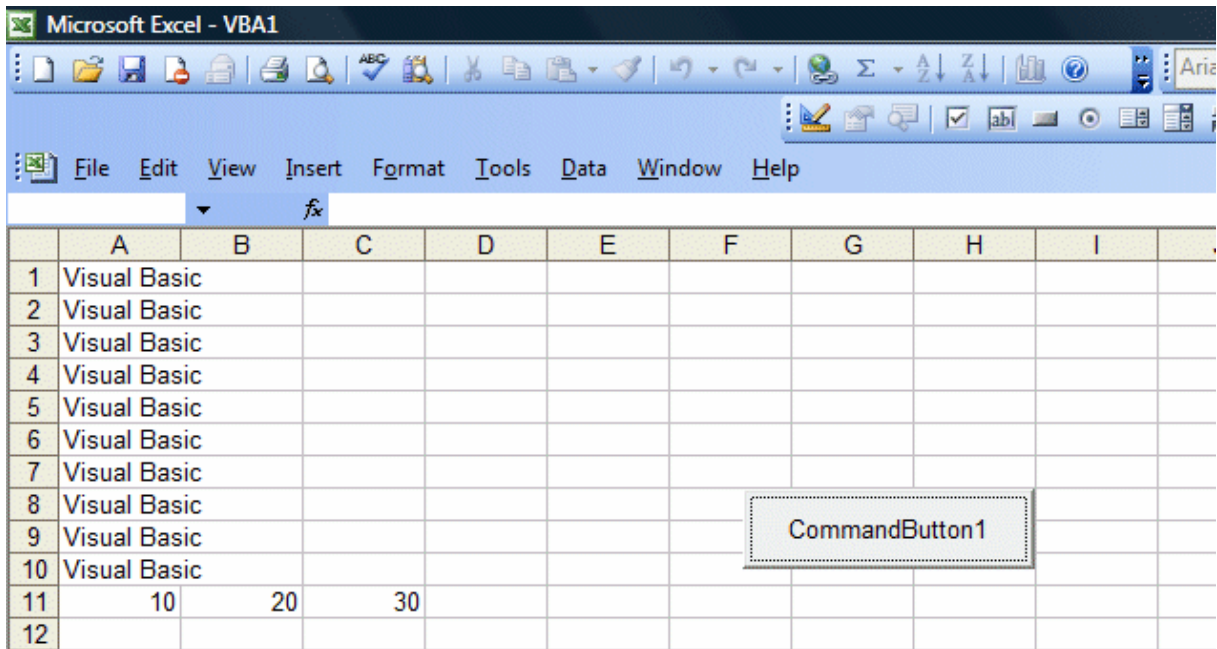 Microsoft Excel - VBA1
ABC Σ A Z Z A ? Aria
ab
File Edit View Insert Format Tools Data Window Help
fx
A B C D E F G H I
1 Visual Basic
2 Visual Basic
3 Visual Basic
4 Visual Basic
5 Visual Basic
6 Visual Basic
7 Visual Basic
8 Visual Basic
CommandButton1
9 Visual Basic
10 Visual Basic
11 10 20 30
12